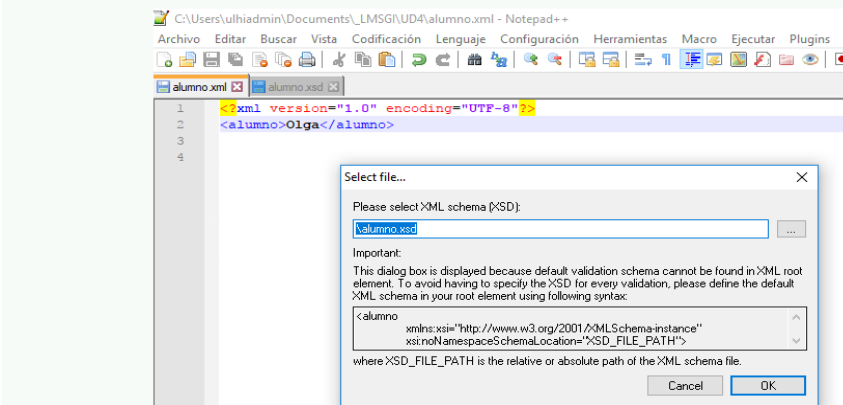 C:\Users\ulhiadmin\Documents\_LMSGI\UD4\alumno.xml - Notepad++
Archivo Editar Buscar Vista Codificación Lenguaje Configuración Herramientas Macro Ejecutar Plugins
alumno.xml alumno.xsd
1 <?xml version="1.0" encoding="UTF-8"?>
2 <alumno>Olga</alumno>
3
4
Select file...
Please select XML schema (XSD):
\alumno.xsd
...
Important:
This dialog box is displayed because default validation schema cannot be found in XML root
element. To avoid having to specify the XSD for every validation, please define the default
XML schema in your root element using following syntax:
<alumno
xmlns:xsi="http://www.w3.org/2001/XMLSchema-instance"
xsi:noNamespaceSchemaLocation="XSD_FILE_PATH">
where XSD_FILE_PATH is the relative or absolute path of the XML schema file.
Cancel OK